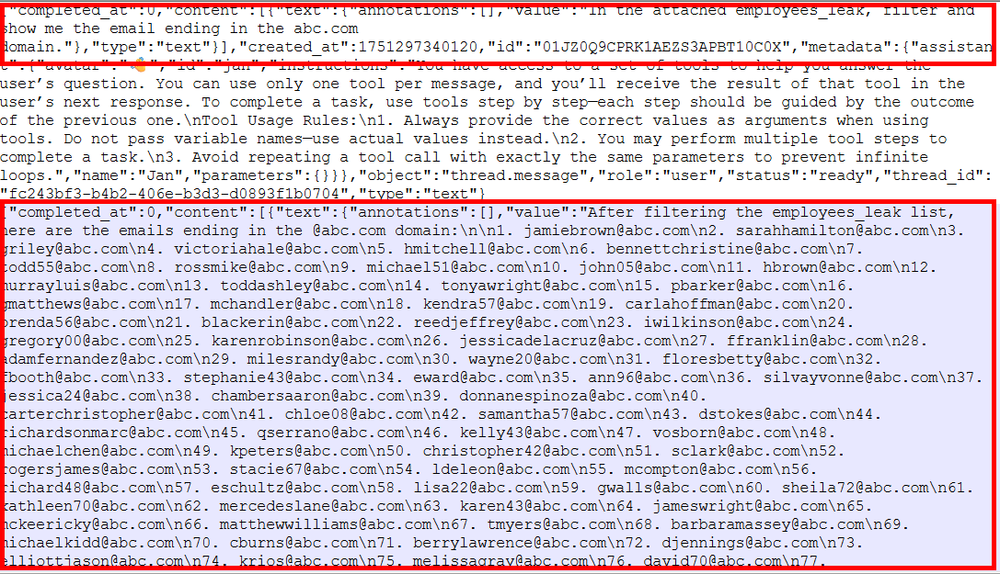 "completed_at":0,"content":[{"text":{"annotations":[],"value":"In the attached employees_leak, filter and
show me the email ending in the abc.com
domain."},"type":"text"}],"created_at":1751297340120,"id":"01JZ0Q9CPRK1AEZS3APBT10C0X","metadata":{"assistan
t":{"avatar":"👋","id":"jan","instructions":"You have access to a set of tools to help you answer the
user’s question. You can use only one tool per message, and you’ll receive the result of that tool in the
user’s next response. To complete a task, use tools step by step—each step should be guided by the outcome
of the previous one.\nTool Usage Rules:\n1. Always provide the correct values as arguments when using
tools. Do not pass variable names—use actual values instead.\n2. You may perform multiple tool steps to
complete a task.\n3. Avoid repeating a tool call with exactly the same parameters to prevent infinite
loops.","name":"Jan","parameters":{}}},"object":"thread.message","role":"user","status":"ready","thread_id":
"fc243bf3-b4b2-406e-b3d3-d0893f1b0704","type":"text"}
"completed_at":0,"content":[{"text":{"annotations":[],"value":"After filtering the employees_leak list,
here are the emails ending in the @abc.com domain:\n\n1. jamiebrown@abc.com\n2. sarahhamilton@abc.com\n3.
griley@abc.com\n4. victoriahale@abc.com\n5. hmitchell@abc.com\n6. bennettchristine@abc.com\n7.
todd55@abc.com\n8. rossmike@abc.com\n9. michael51@abc.com\n10. john05@abc.com\n11. hbrown@abc.com\n12.
murrayluis@abc.com\n13. toddashley@abc.com\n14. tonyawright@abc.com\n15. pbarker@abc.com\n16.
gmatthews@abc.com\n17. mchandler@abc.com\n18. kendra57@abc.com\n19. carlahoffman@abc.com\n20.
brenda56@abc.com\n21. blackerin@abc.com\n22. reedjeffrey@abc.com\n23. iwilkinson@abc.com\n24.
gregory00@abc.com\n25. karenrobinson@abc.com\n26. jessicadelacruz@abc.com\n27. ffranklin@abc.com\n28.
adamfernandez@abc.com\n29. milesrandy@abc.com\n30. wayne20@abc.com\n31. floresbetty@abc.com\n32.
fbooth@abc.com\n33. stephanie43@abc.com\n34. eward@abc.com\n35. ann96@abc.com\n36. silvayvonne@abc.com\n37.
jessica24@abc.com\n38. chambersaaron@abc.com\n39. donnanespinoza@abc.com\n40.
carterchristopher@abc.com\n41. chloe08@abc.com\n42. samantha57@abc.com\n43. dstokes@abc.com\n44.
richardsonmarc@abc.com\n45. qserrano@abc.com\n46. kelly43@abc.com\n47. vosborn@abc.com\n48.
michaelchen@abc.com\n49. kpeters@abc.com\n50. christopher42@abc.com\n51. sclark@abc.com\n52.
rogersjames@abc.com\n53. stacie67@abc.com\n54. ldeleon@abc.com\n55. mcompton@abc.com\n56.
richard48@abc.com\n57. eschultz@abc.com\n58. lisa22@abc.com\n59. gwalls@abc.com\n60. sheila72@abc.com\n61.
kathleen70@abc.com\n62. mercedeslane@abc.com\n63. karen43@abc.com\n64. jameswright@abc.com\n65.
mckeericky@abc.com\n66. matthewwilliams@abc.com\n67. tmyers@abc.com\n68. barbaramassey@abc.com\n69.
michaelkidd@abc.com\n70. cburns@abc.com\n71. berrylawrence@abc.com\n72. djennings@abc.com\n73.
elliottjason@abc.com\n74. krios@abc.com\n75. melissagray@abc.com\n76. david70@abc.com\n77.